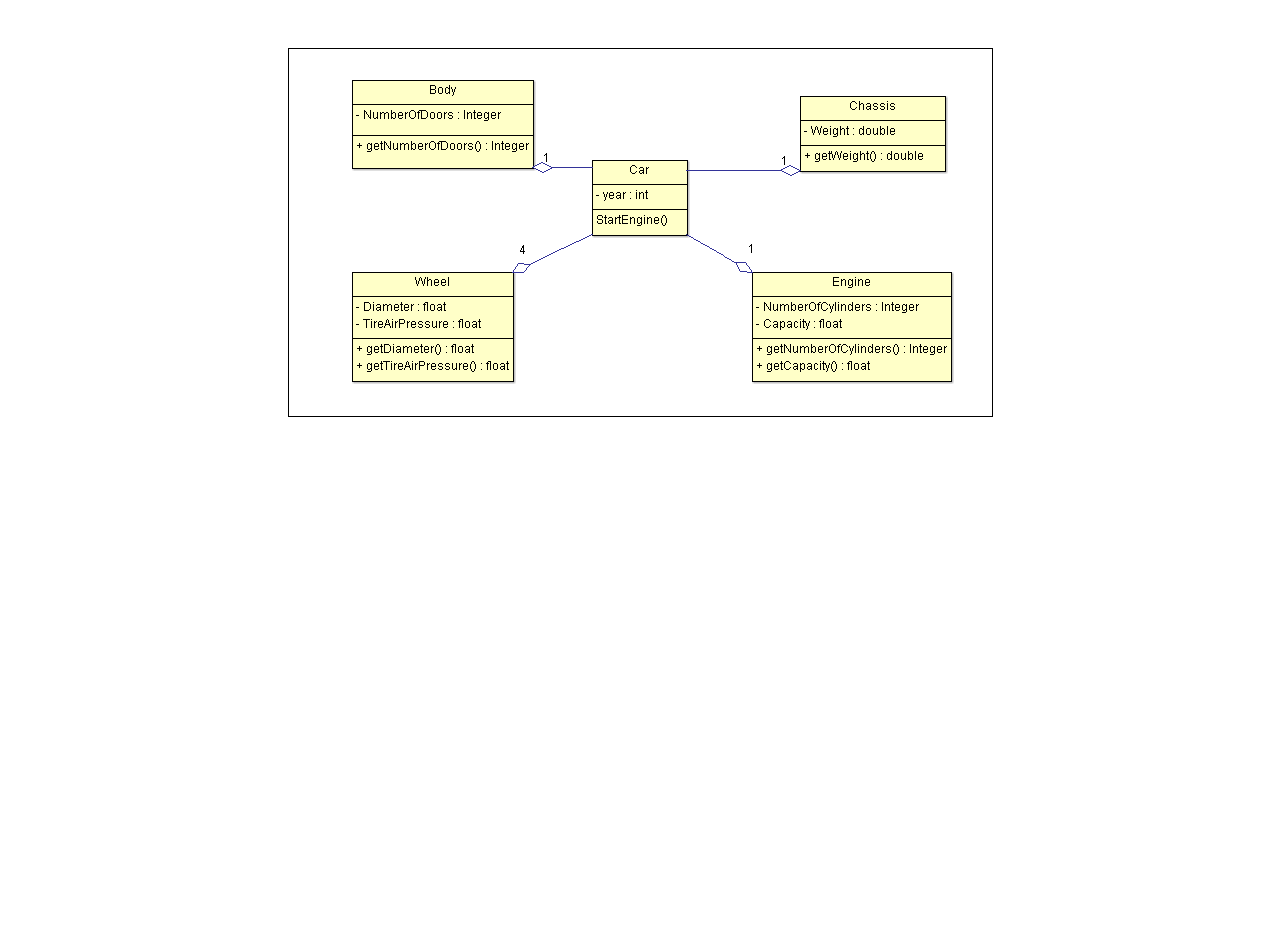 Body
- NumberOfDoors : Integer
+ getNumberOfDoors() : Integer
1
Chassis
- Weight : double
+ getWeight() : double
1
Car
- year : int
StartEngine()
4
1
Wheel
- Diameter : float
- TireAirPressure : float
+ getDiameter() : float
+ getTireAirPressure() : float
Engine
- NumberOfCylinders : Integer
- Capacity : float
+ getNumberOfCylinders() : Integer
+ getCapacity() : float